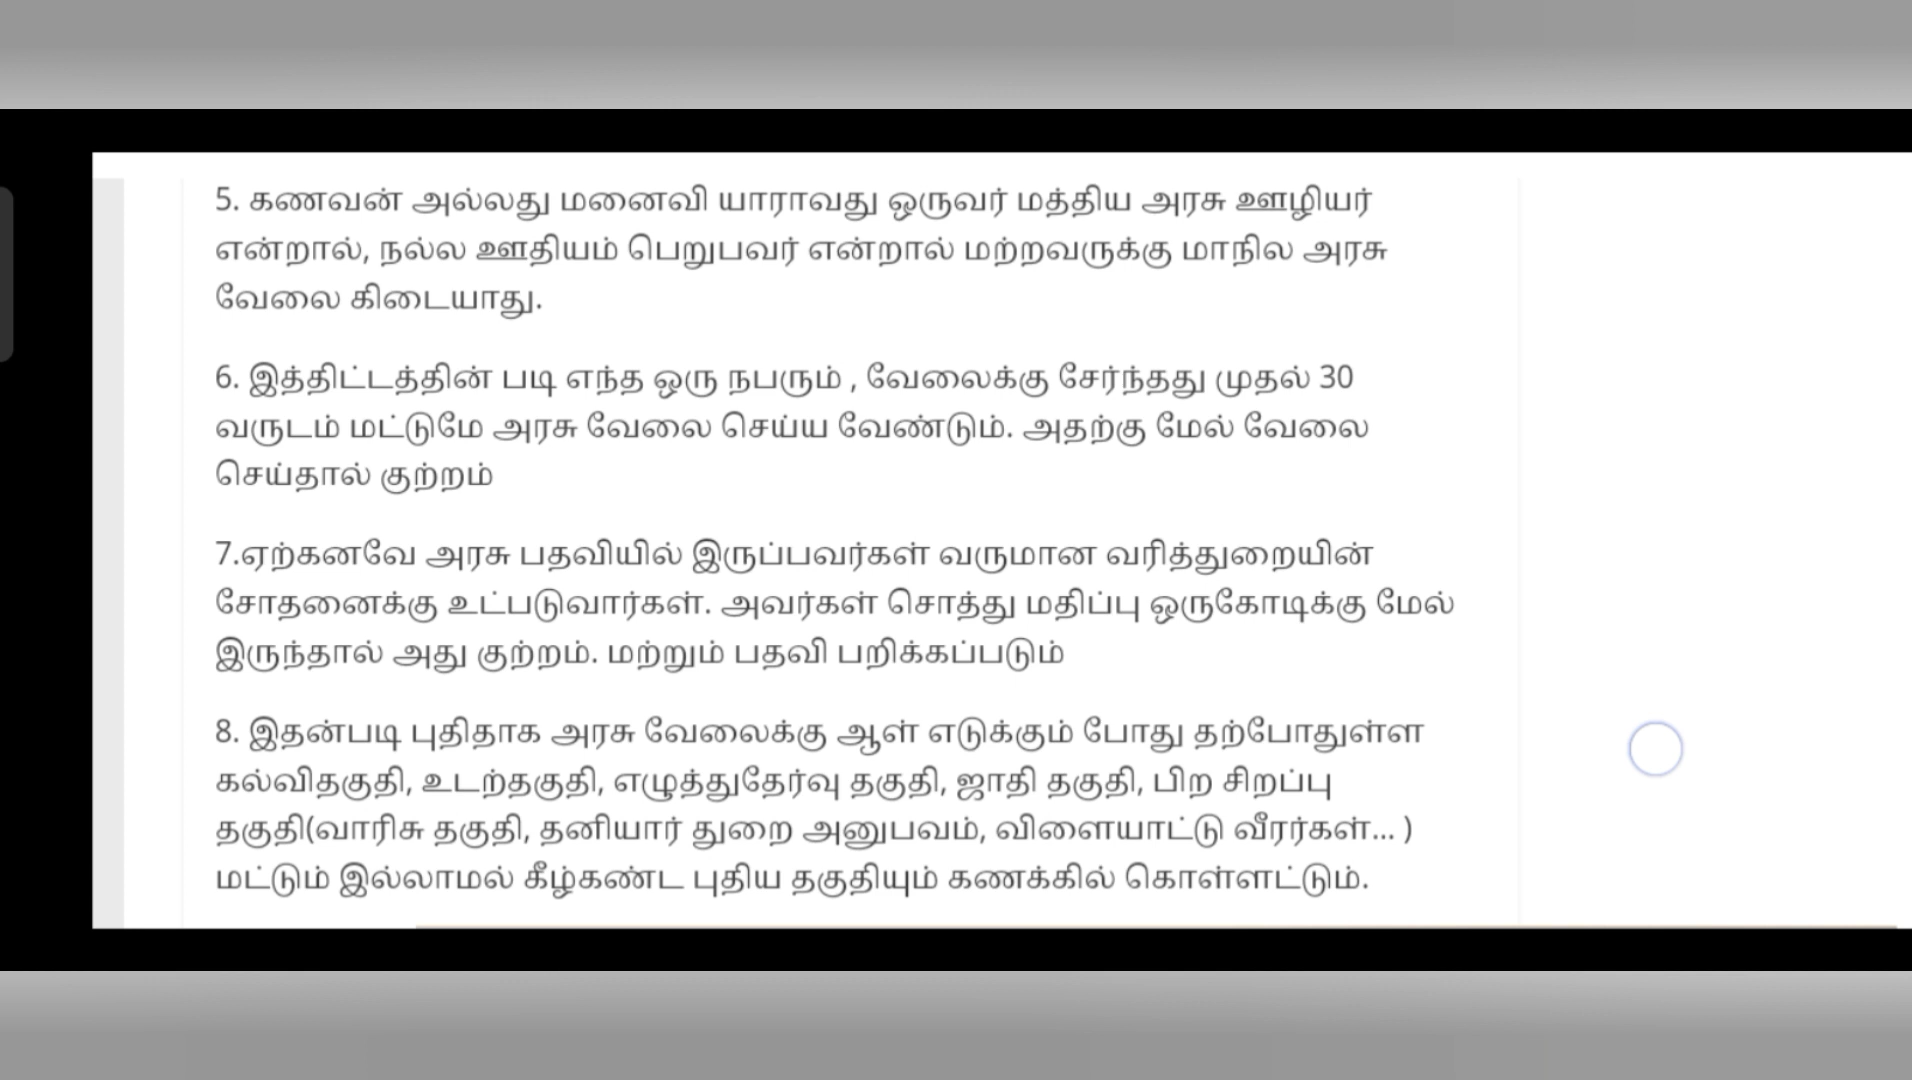 5. கணவன் அல்லது மனைவி யாராவது ஒருவர் மத்திய அரசு ஊழியர்
என்றால், நல்ல ஊதியம் பெறுபவர் என்றால் மற்றவருக்கு மாநில அரசு
வேலை கிடையாது.
6. இத்திட்டத்தின் படி எந்த ஒரு நபரும் , வேலைக்கு சேர்ந்தது முதல் 30
வருடம் மட்டுமே அரசு வேலை செய்ய வேண்டும். அதற்கு மேல் வேலை
செய்தால் குற்றம்
7.ஏற்கனவே அரசு பதவியில் இருப்பவர்கள் வருமான வரித்துறையின்
சோதனைக்கு உட்படுவார்கள். அவர்கள் சொத்து மதிப்பு ஒருகோடிக்கு மேல்
இருந்தால் அது குற்றம். மற்றும் பதவி பறிக்கப்படும்
8. இதன்படி புதிதாக அரசு வேலைக்கு ஆள் எடுக்கும் போது தற்போதுள்ள
கல்விதகுதி, உடற்தகுதி, எழுத்துதேர்வு தகுதி, ஜாதி தகுதி, பிற சிறப்பு
தகுதி(வாரிசு தகுதி, தனியார் துறை அனுபவம், விளையாட்டு வீரர்கள்... )
மட்டும் இல்லாமல் கீழ்கண்ட புதிய தகுதியும் கணக்கில் கொள்ளட்டும்.